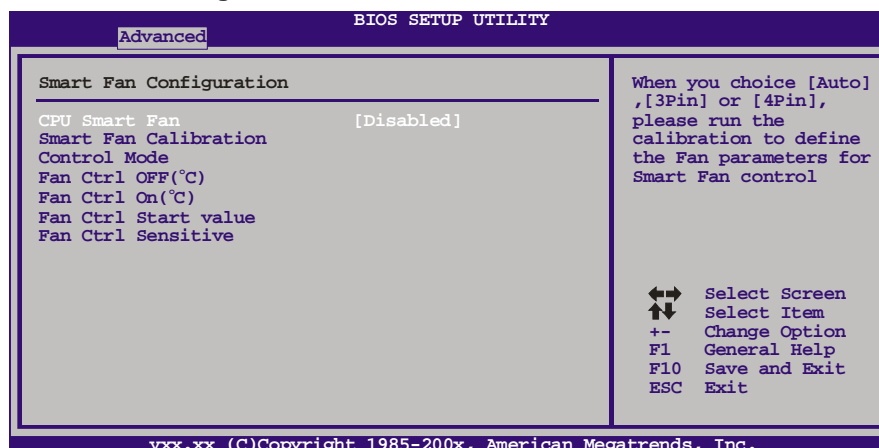 BIOS SETUP UTILITY
Advanced
Smart Fan Configuration
CPU Smart Fan [Disabled]
Smart Fan Calibration
Control Mode
Fan Ctrl OFF(°C)
Fan Ctrl On(°C)
Fan Ctrl Start value
Fan Ctrl Sensitive
When you choice [Auto]
,[3Pin] or [4Pin],
please run the
calibration to define
the Fan parameters for
Smart Fan control
Select Screen
Select Item
+- Change Option
F1 General Help
F10 Save and Exit
ESC Exit
vxx.xx (C)Copyright 1985-200x, American Megatrends, Inc.